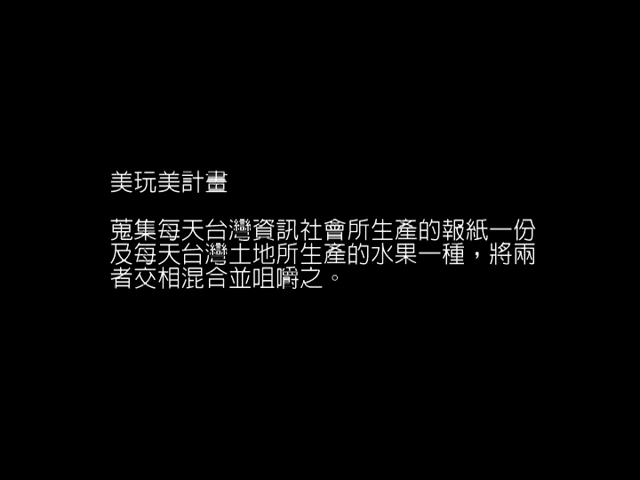 美玩美計畫
蒐集每天台灣資訊社會所生產的報紙一份
及每天台灣土地所生產的水果一種，將兩
者交相混合並咀嚼之。